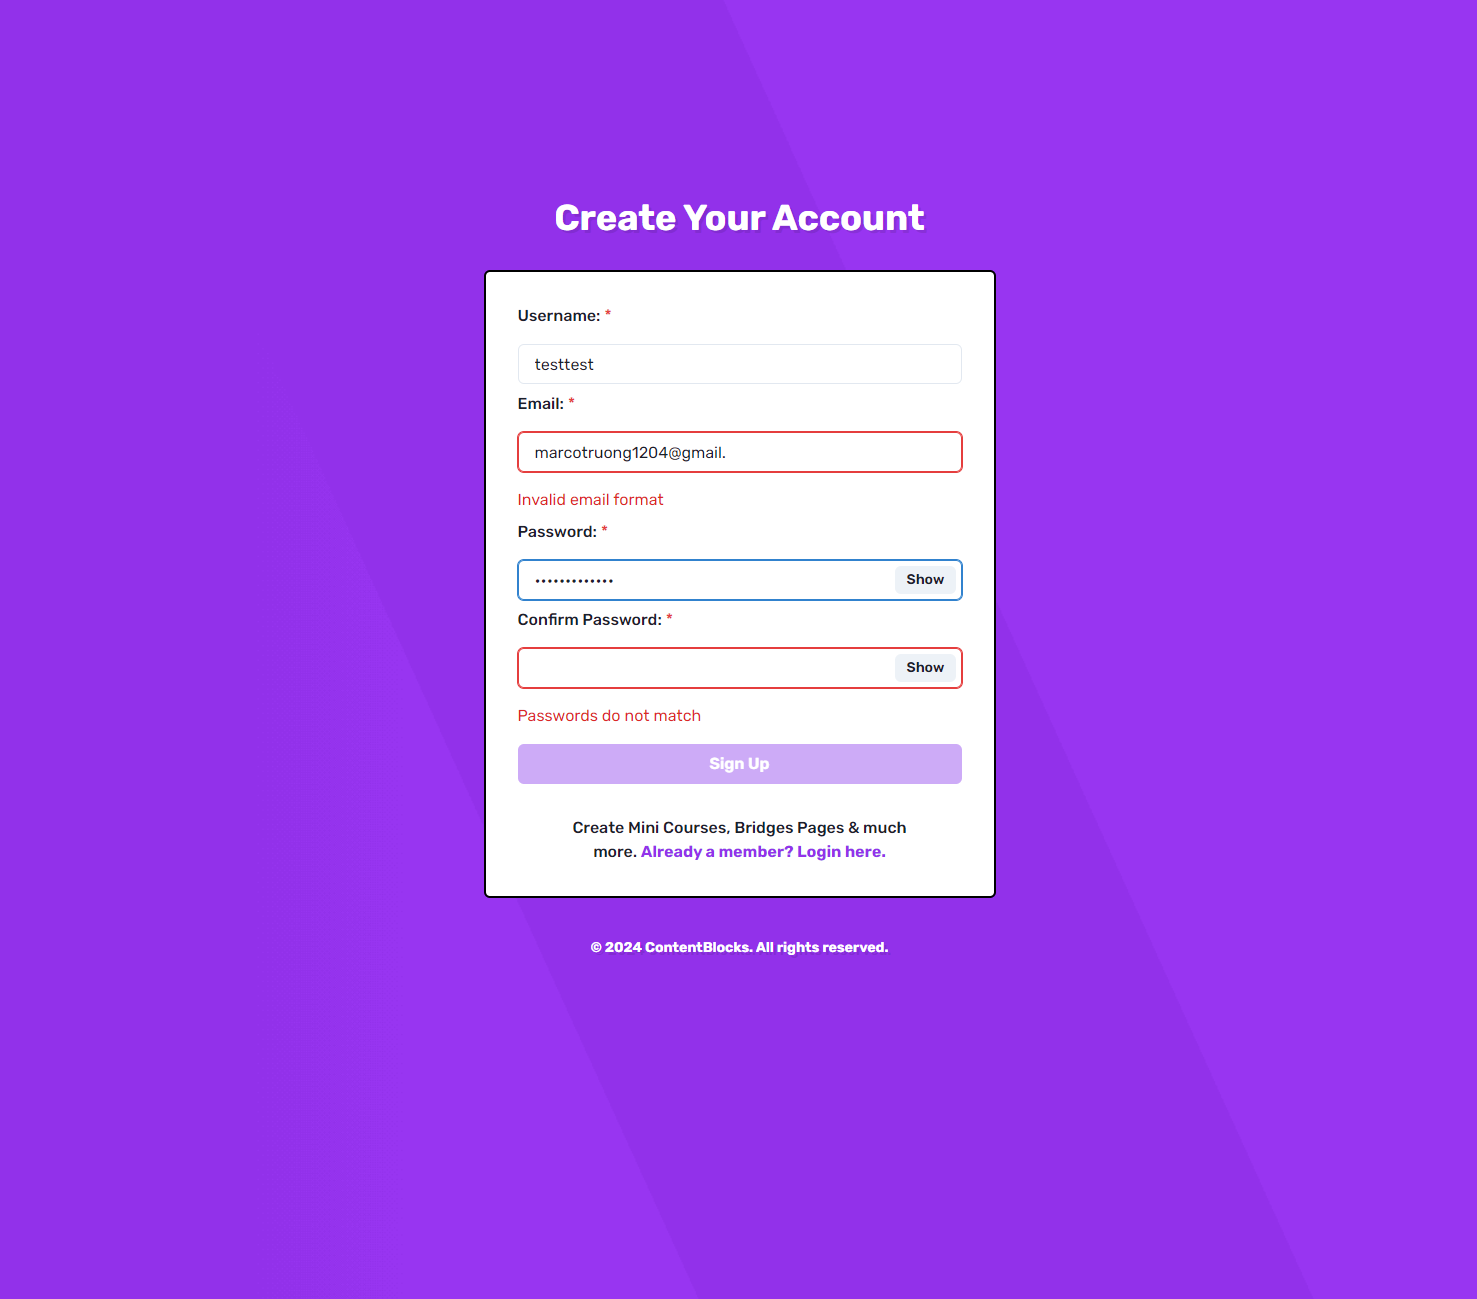 Create Your Account
Username: *
testtest
Email: *
marcotruong1204@gmail.
Invalid email format
Password: *
•••••••••••••
Show
Confirm Password: *
Show
Passwords do not match
Sign Up
Create Mini Courses, Bridges Pages & much
more. Already a member? Login here.
© 2024 ContentBlocks. All rights reserved.